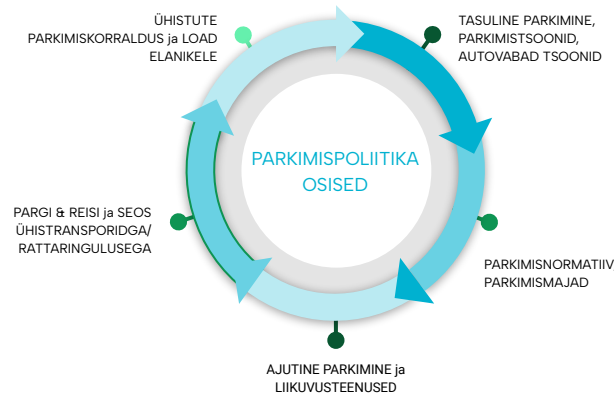 ÜHISTUTE
PARKIMISKORRALDUS ja LOAD
ELANIKELE
TASULINE PARKIMINE,
PARKIMISTSOONID,
AUTOVABAD TSOONID
PARKIMISPOLIITIKA
OSISED
PARGI & REISI ja SEOS
ÜHISTRANSPORIDGA/
RATTARINGULUSEGA
PARKIMISNORMATIIV
PARKIMISMAJAD
AJUTINE PARKIMINE ja
LIIKUVUSTEENUSED